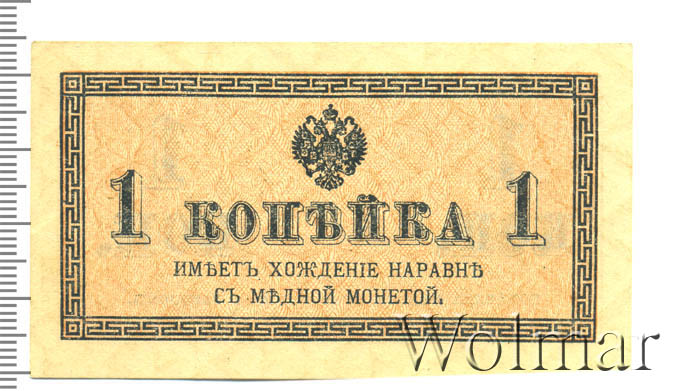 1 КОПѢЙКА 1
ИМѢЕТЪ ХОЖДЕНІЕ НАРАВНѢ
СЪ МѢДНОЙ МОНЕТОЙ.
Wolmar